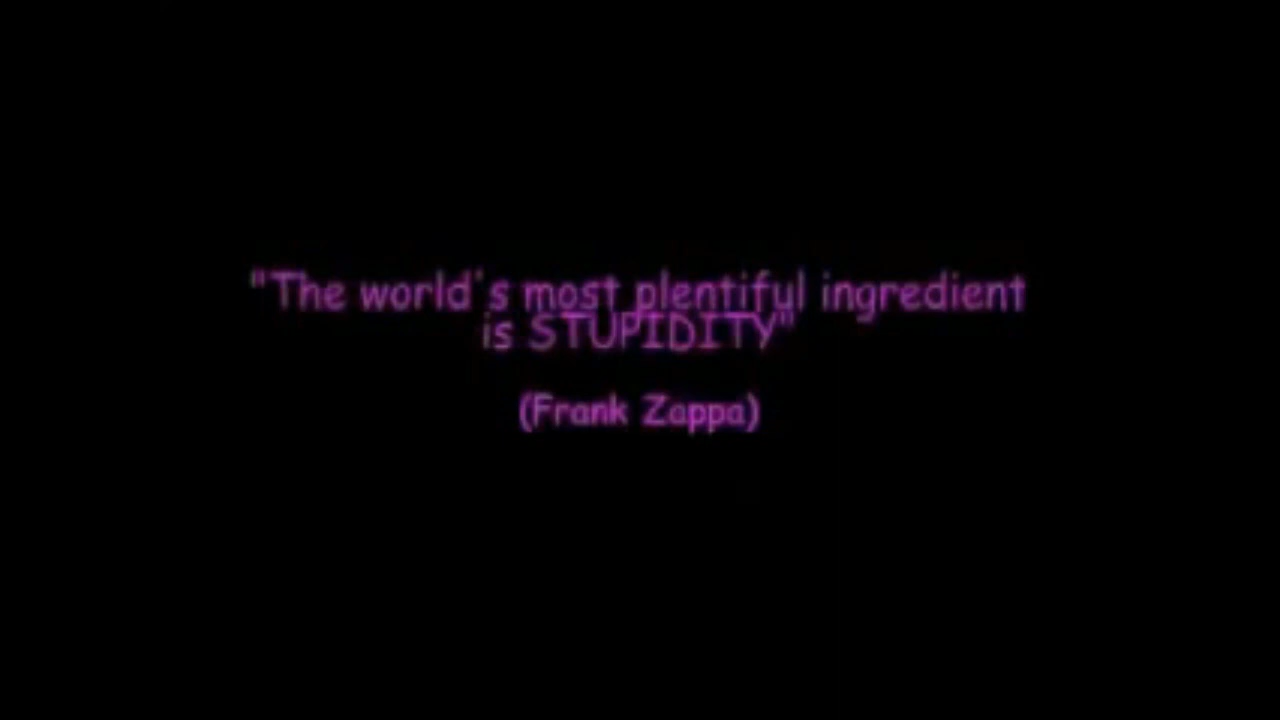 "The world's most plentiful ingredient
is STUPIDITY"
(Frank Zappa)